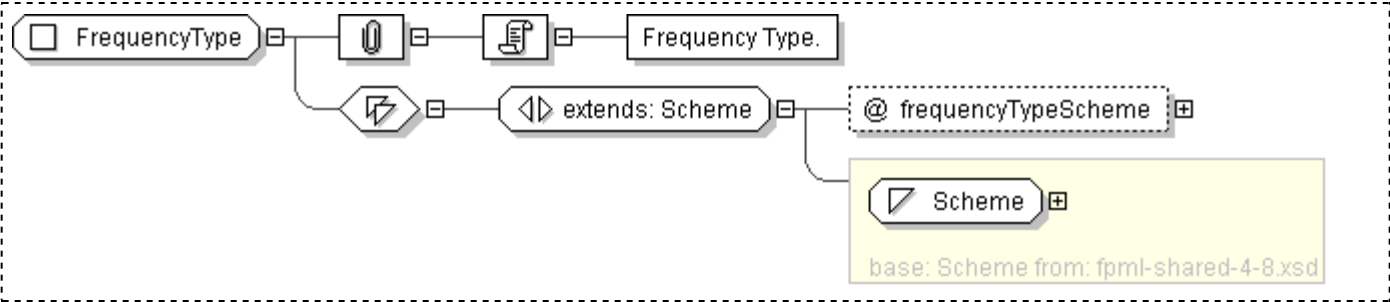 FrequencyType
Frequency Type.
extends: Scheme
@ frequencyTypeScheme
Scheme
base: Scheme from: fpml-shared-4-8.xsd